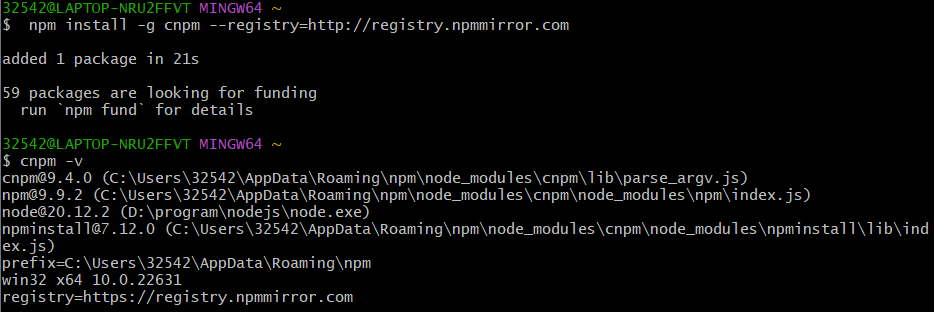 32542@LAPTOP-NRU2FFVT MINGW64 ~
$  npm install -g cnpm --registry=http://registry.npmmirror.com
added 1 package in 21s
59 packages are looking for funding
  run `npm fund` for details
32542@LAPTOP-NRU2FFVT MINGW64 ~
$ cnpm -v
cnpm@9.4.0 (C:\Users\32542\AppData\Roaming\npm\node_modules\cnpm\lib\parse_argv.js)
npm@9.9.2 (C:\Users\32542\AppData\Roaming\npm\node_modules\cnpm\node_modules\npm\index.js)
node@20.12.2 (D:\program\nodejs\node.exe)
npminstall@7.12.0 (C:\Users\32542\AppData\Roaming\npm\node_modules\cnpm\node_modules\npminstall\lib\ind
ex.js)
prefix=C:\Users\32542\AppData\Roaming\npm
win32 x64 10.0.22631
registry=https://registry.npmmirror.com